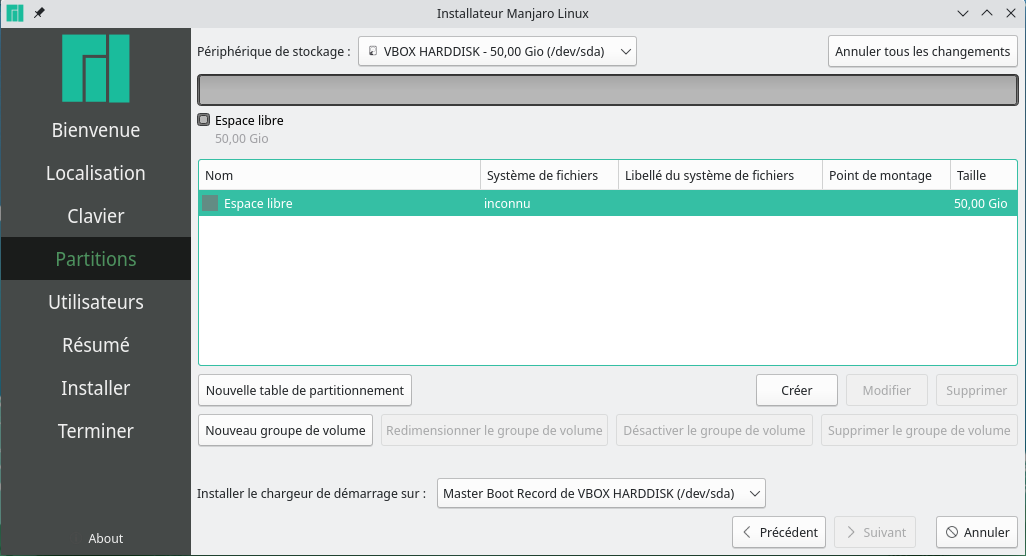 Installateur Manjaro Linux
Périphérique de stockage : VBOX HARDDISK - 50,00 Gio (/dev/sda) Annuler tous les changements
Espace libre
50,00 Gio
Nom Système de fichiers Libellé du système de fichiers Point de montage Taille
Espace libre inconnu 50,00 Gio
Nouvelle table de partitionnement Créer Modifier Supprimer
Nouveau groupe de volume Redimensionner le groupe de volume Désactiver le groupe de volume Supprimer le groupe de volume
Installer le chargeur de démarrage sur : Master Boot Record de VBOX HARDDISK (/dev/sda)
Précédent Suivant Annuler
Bienvenue
Localisation
Clavier
Partitions
Utilisateurs
Résumé
Installer
Terminer
About